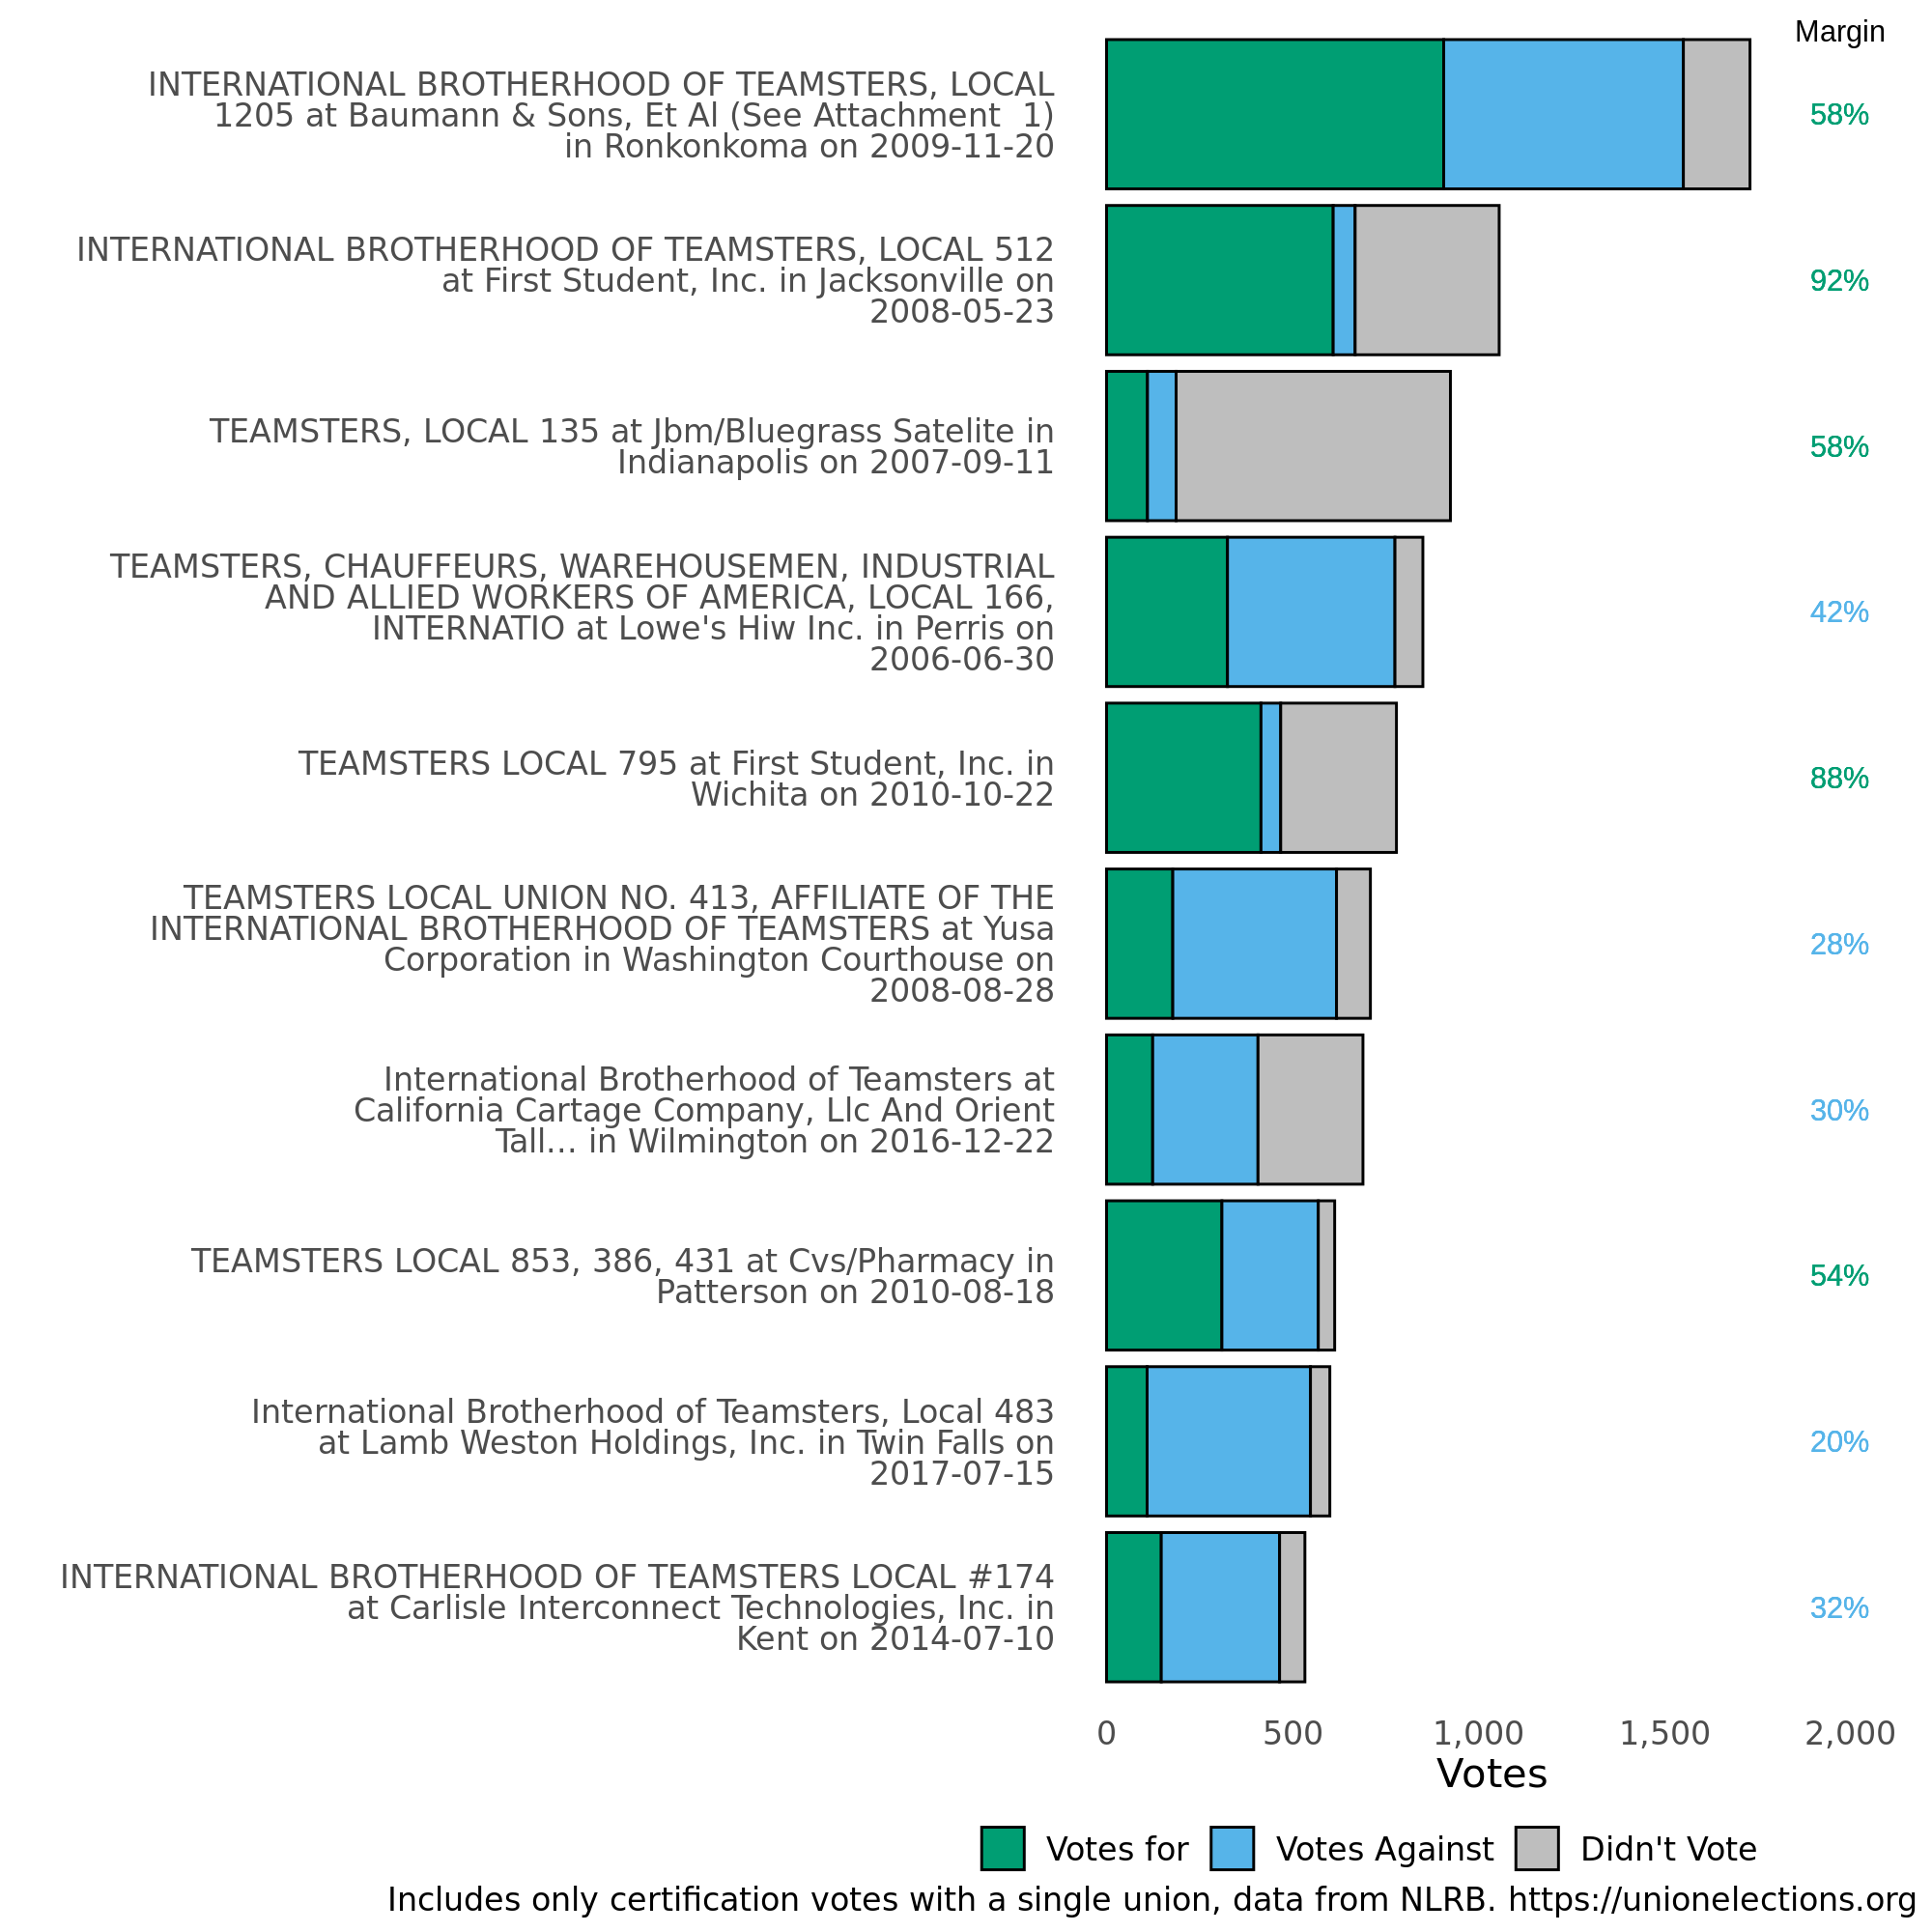 Margin
INTERNATIONAL BROTHERHOOD OF TEAMSTERS, LOCAL
1205 at Baumann & Sons, Et Al (See Attachment  1)
in Ronkonkoma on 2009-11-20
58%
INTERNATIONAL BROTHERHOOD OF TEAMSTERS, LOCAL 512
at First Student, Inc. in Jacksonville on
2008-05-23
92%
TEAMSTERS, LOCAL 135 at Jbm/Bluegrass Satelite in
Indianapolis on 2007-09-11
58%
TEAMSTERS, CHAUFFEURS, WAREHOUSEMEN, INDUSTRIAL
AND ALLIED WORKERS OF AMERICA, LOCAL 166,
INTERNATIO at Lowe's Hiw Inc. in Perris on
2006-06-30
42%
TEAMSTERS LOCAL 795 at First Student, Inc. in
Wichita on 2010-10-22
88%
TEAMSTERS LOCAL UNION NO. 413, AFFILIATE OF THE
INTERNATIONAL BROTHERHOOD OF TEAMSTERS at Yusa
Corporation in Washington Courthouse on
2008-08-28
28%
International Brotherhood of Teamsters at
California Cartage Company, Llc And Orient
Tall... in Wilmington on 2016-12-22
30%
TEAMSTERS LOCAL 853, 386, 431 at Cvs/Pharmacy in
Patterson on 2010-08-18
54%
International Brotherhood of Teamsters, Local 483
at Lamb Weston Holdings, Inc. in Twin Falls on
2017-07-15
20%
INTERNATIONAL BROTHERHOOD OF TEAMSTERS LOCAL #174
at Carlisle Interconnect Technologies, Inc. in
Kent on 2014-07-10
32%
0 500 1,000 1,500 2,000
Votes
Votes for Votes Against Didn't Vote
Includes only certification votes with a single union, data from NLRB. https://unionelections.org